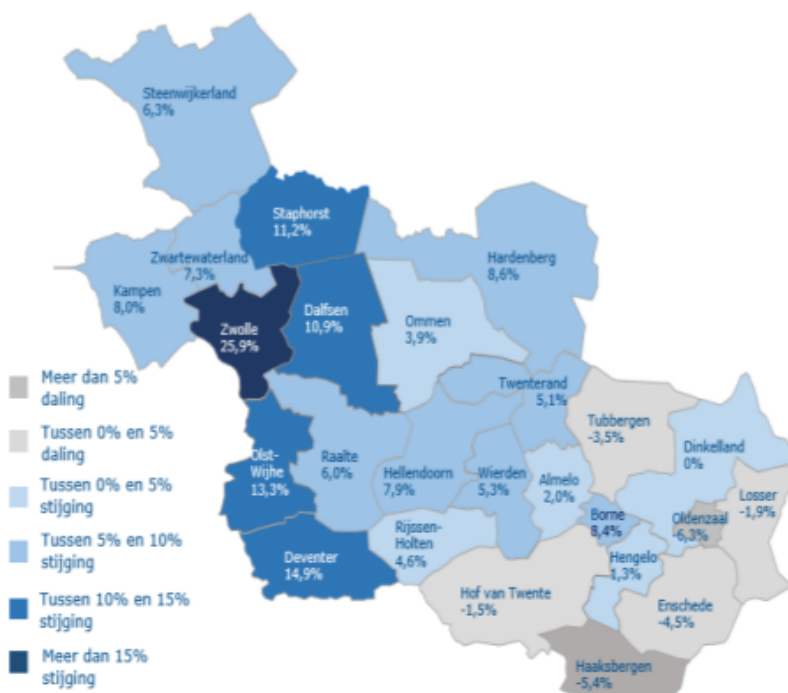 Steenwijkerland
6,3%
Staphorst
11,2%
Zwartewaterland
7,3%
Hardenberg
8,6%
Kampen
8,0%
Dalfsen
10,9%
Ommen
3,9%
Zwolle
25,9%
Twenterand
5,1%
Tubbergen
-3,5%
Dinkelland
0%
Olst-
Wijhe
13,3%
Raalte
6,0%
Hellendoorn
7,9%
Wierden
5,3%
Almelo
2,0%
Losser
-1,9%
Borne
8,4%
Oldenzaal
-6,3%
Rijssen-
Holten
4,6%
Deventer
14,9%
Hengelo
1,3%
Hof van Twente
-1,5%
Enschede
-4,5%
Haaksbergen
-5,4%
Meer dan 5%
daling
Tussen 0% en 5%
daling
Tussen 0% en 5%
stijging
Tussen 5% en 10%
stijging
Tussen 10% en 15%
stijging
Meer dan 15%
stijging